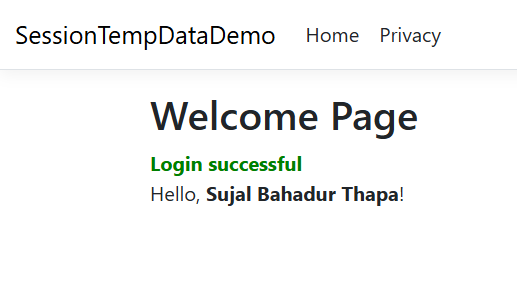 SessionTempDataDemo Home Privacy
Welcome Page
Login successful
Hello, Sujal Bahadur Thapa!